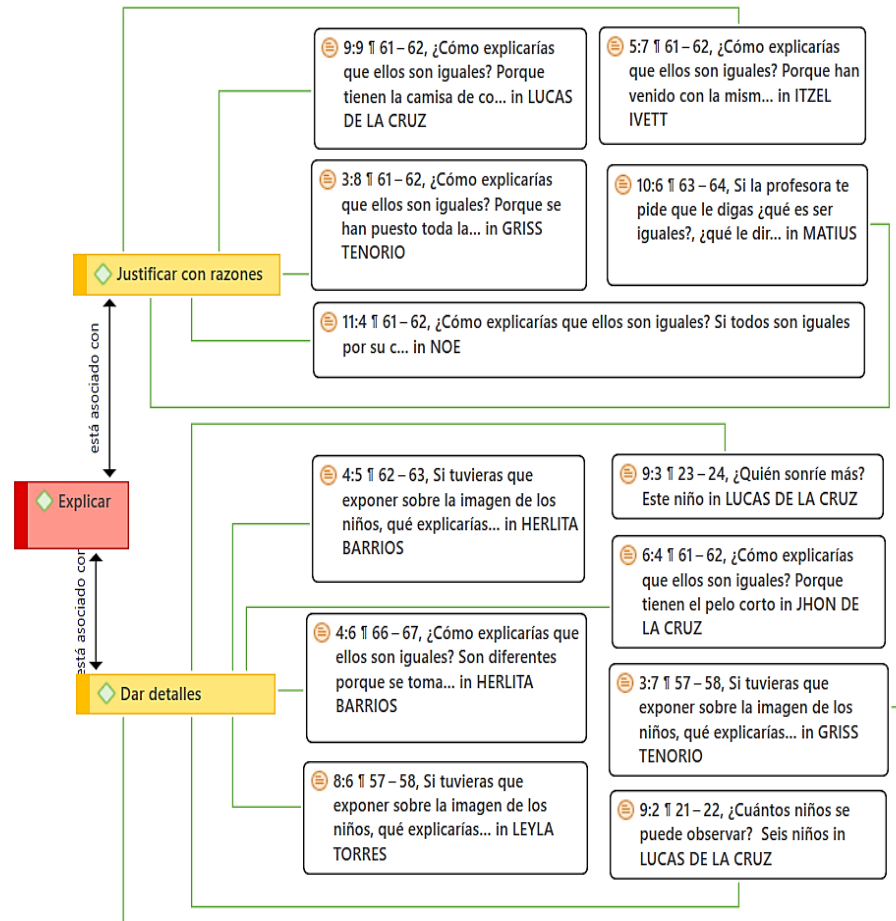 9:9 ¶ 61 – 62, ¿Cómo explicarías
que ellos son iguales? Porque
tienen la camisa de co... in LUCAS
DE LA CRUZ
5:7 ¶ 61 – 62, ¿Cómo explicarías
que ellos son iguales? Porque han
venido con la mism... in ITZEL
IVETT
3:8 ¶ 61 – 62, ¿Cómo explicarías
que ellos son iguales? Porque se
han puesto toda la... in GRISS
TENORIO
10:6 ¶ 63 – 64, Si la profesora te
pide que le digas ¿qué es ser
iguales?, ¿qué le dir... in MATIUS
Justificar con razones
11:4 ¶ 61 – 62, ¿Cómo explicarías que ellos son iguales? Si todos son iguales
por su c... in NOE
está asociado con
Explicar
está asociado con
4:5 ¶ 62 – 63, Si tuvieras que
exponer sobre la imagen de los
niños, qué explicarías... in HERLITA
BARRIOS
9:3 ¶ 23 – 24, ¿Quién sonríe más?
Este niño in LUCAS DE LA CRUZ
6:4 ¶ 61 – 62, ¿Cómo explicarías
que ellos son iguales? Porque
tienen el pelo corto in JHON DE
LA CRUZ
4:6 ¶ 66 – 67, ¿Cómo explicarías que
ellos son iguales? Son diferentes
porque se toma... in HERLITA
BARRIOS
Dar detalles
3:7 ¶ 57 – 58, Si tuvieras que
exponer sobre la imagen de los
niños, qué explicarías... in GRISS
TENORIO
8:6 ¶ 57 – 58, Si tuvieras que
exponer sobre la imagen de los
niños, qué explicarías... in LEYLA
TORRES
9:2 ¶ 21 – 22, ¿Cuántos niños se
puede observar? Seis niños in
LUCAS DE LA CRUZ